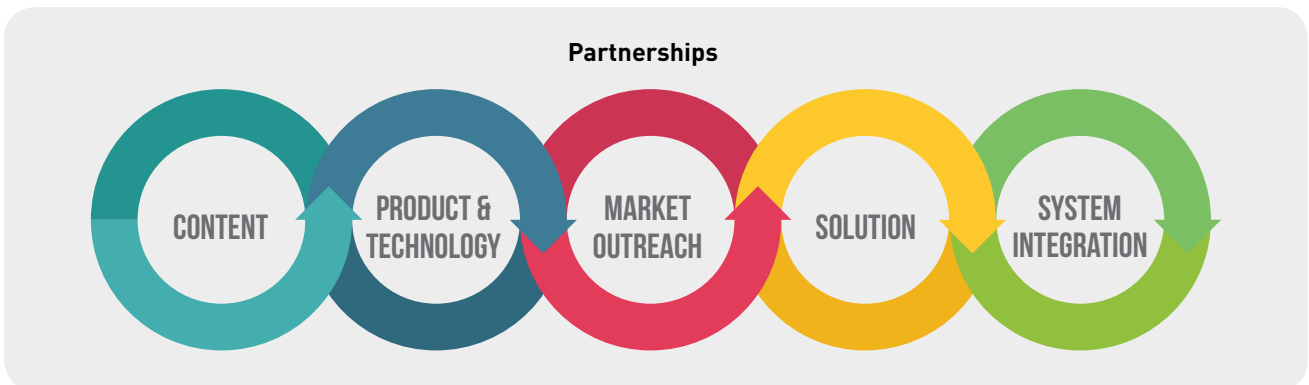 Partnerships
CONTENT
PRODUCT &
TECHNOLOGY
MARKET
OUTREACH
SOLUTION
SYSTEM
INTEGRATION